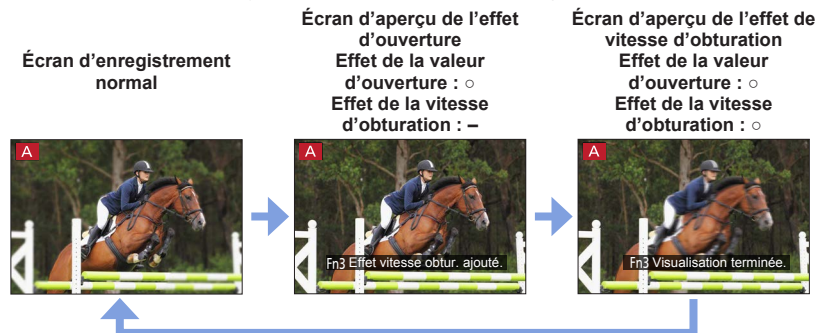 Écran d'enregistrement
normal
Écran d'aperçu de l'effet
d'ouverture
Effet de la valeur
d'ouverture : ○
Effet de la vitesse
d'obturation : –
Écran d'aperçu de l'effet de
vitesse d'obturation
Effet de la valeur
d'ouverture : ○
Effet de la vitesse
d'obturation : ○
A
A
Fn3 Effet vitesse obtur. ajouté.
A
Fn3 Visualisation terminée.